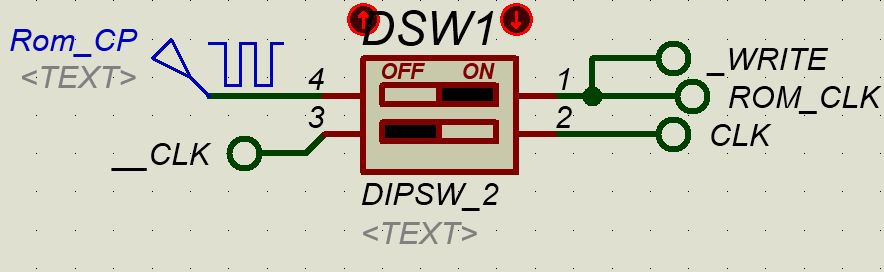 DSW1
Rom_CP
<TEXT>
OFF ON
4
1
_WRITE
ROM_CLK
3
2
CLK
__CLK
DIPSW_2
<TEXT>